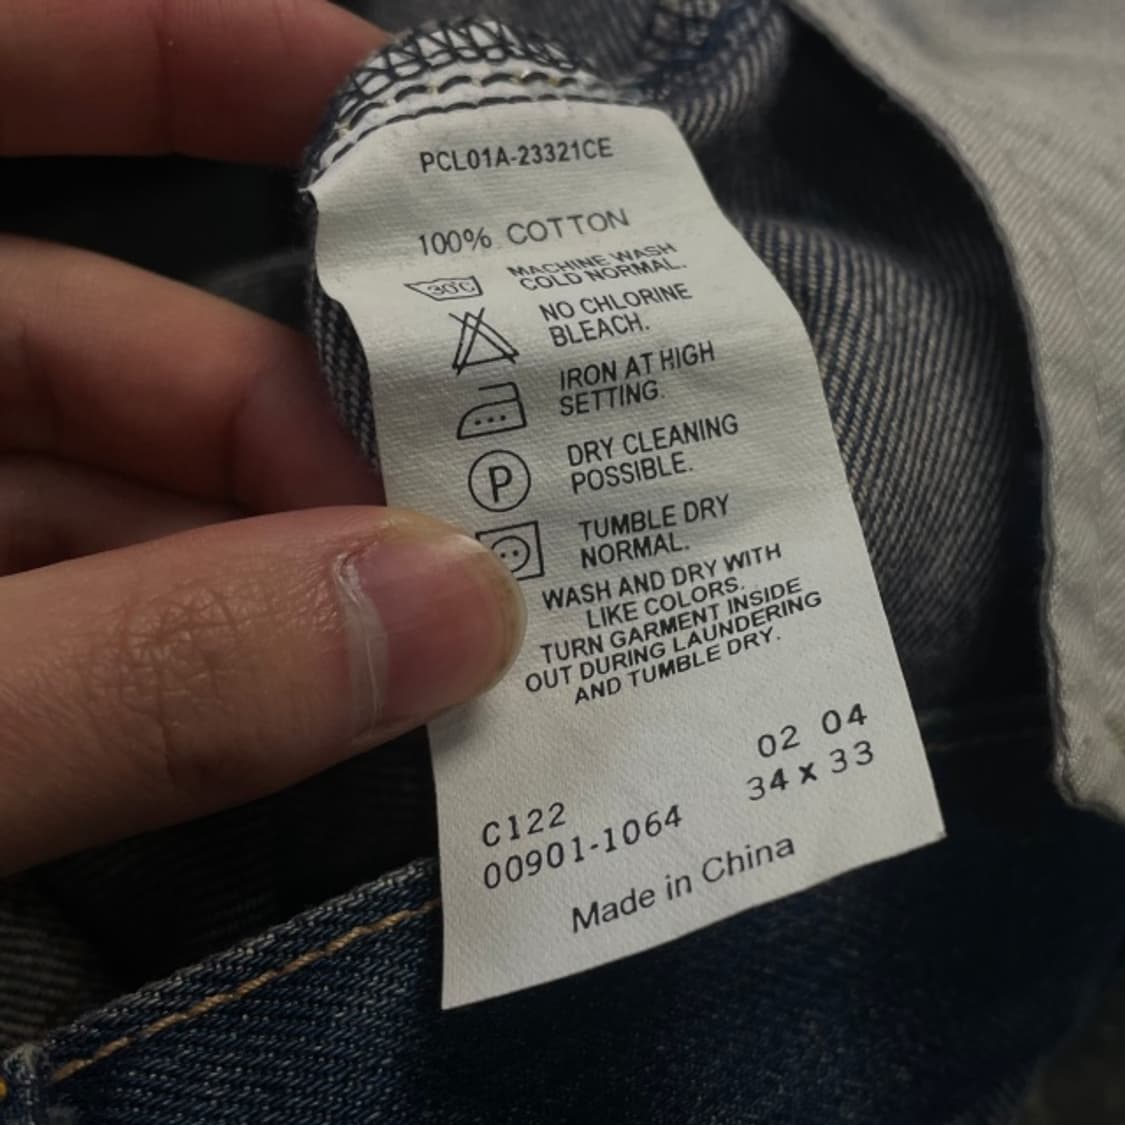 PCL01A-23321CE
100% COTTON
30°C
MACHINE WASH
COLD NORMAL.
NO CHLORINE
BLEACH.
IRON AT HIGH
SETTING.
P
DRY CLEANING
POSSIBLE.
TUMBLE DRY
NORMAL.
WASH AND DRY WITH
LIKE COLORS.
TURN GARMENT INSIDE
OUT DURING LAUNDERING
AND TUMBLE DRY.
02 04
34 x 33
C122
00901-1064
Made in China